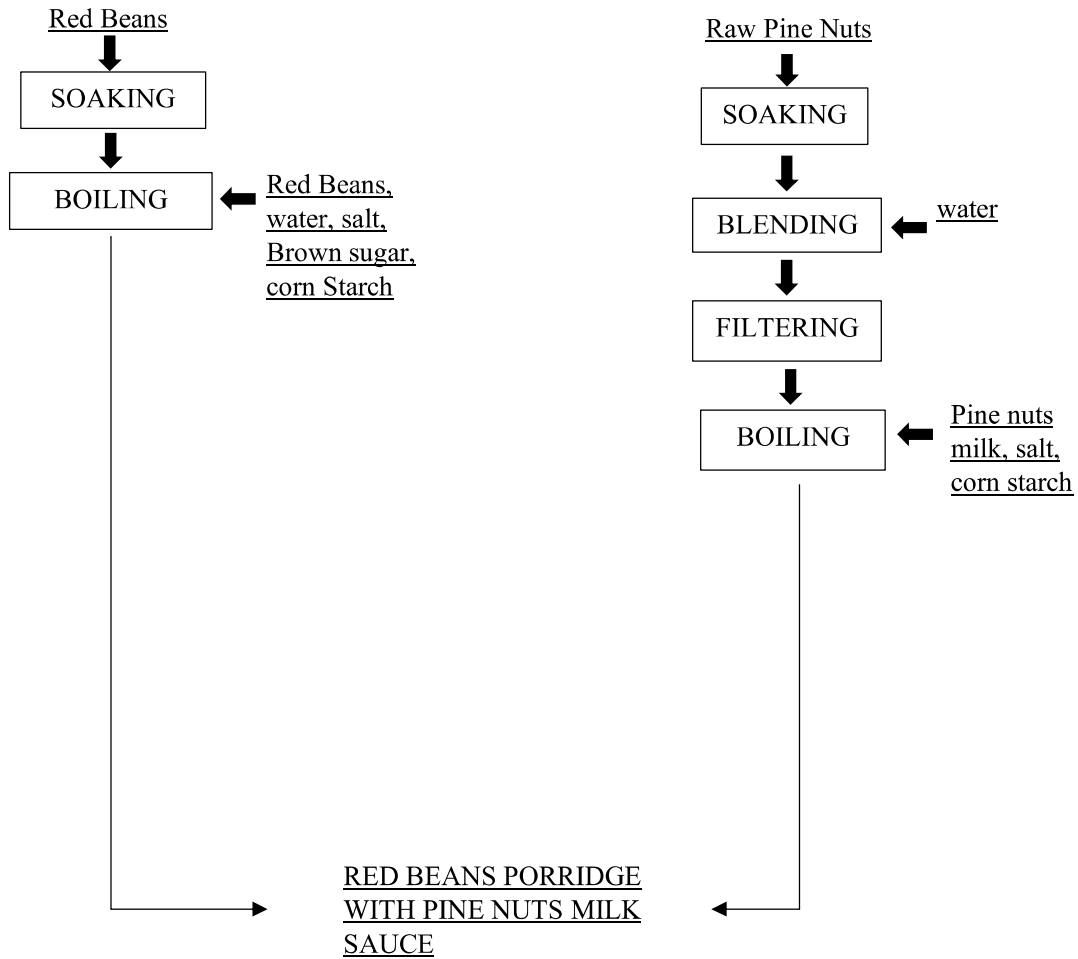 Red Beans
SOAKING
BOILING
Red Beans,
water, salt,
Brown sugar,
corn Starch
Raw Pine Nuts
SOAKING
BLENDING
water
FILTERING
BOILING
Pine nuts
milk, salt,
corn starch
RED BEANS PORRIDGE
WITH PINE NUTS MILK
SAUCE